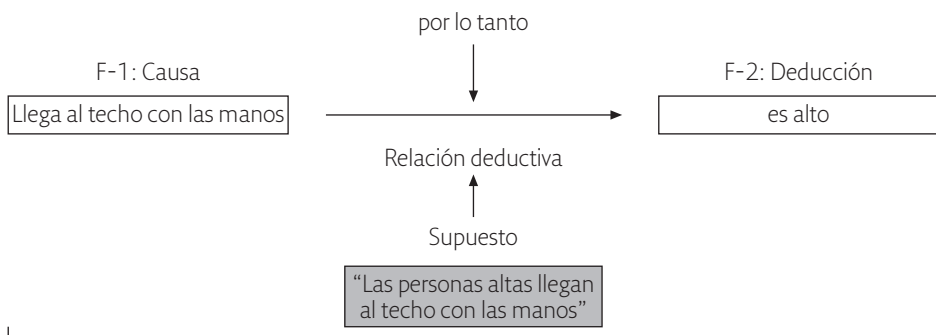 por lo tanto
F-1: Causa
F-2: Deducción
Llega al techo con las manos
es alto
Relación deductiva
Supuesto
“Las personas altas llegan
al techo con las manos”